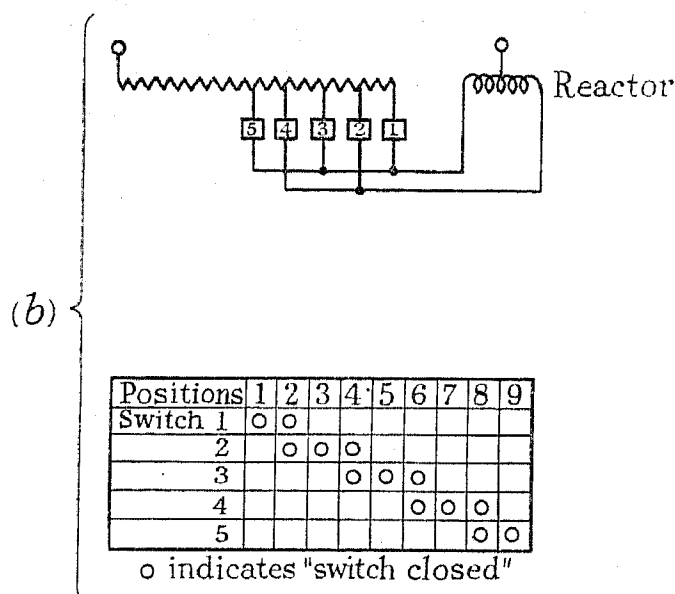 Reactor
5 4 3 2 1
(b)
Positions 1 2 3 4 5 6 7 8 9
Switch 1 o o
2 o o o
3 o o o
4 o o o
5 o o
o indicates "switch closed"